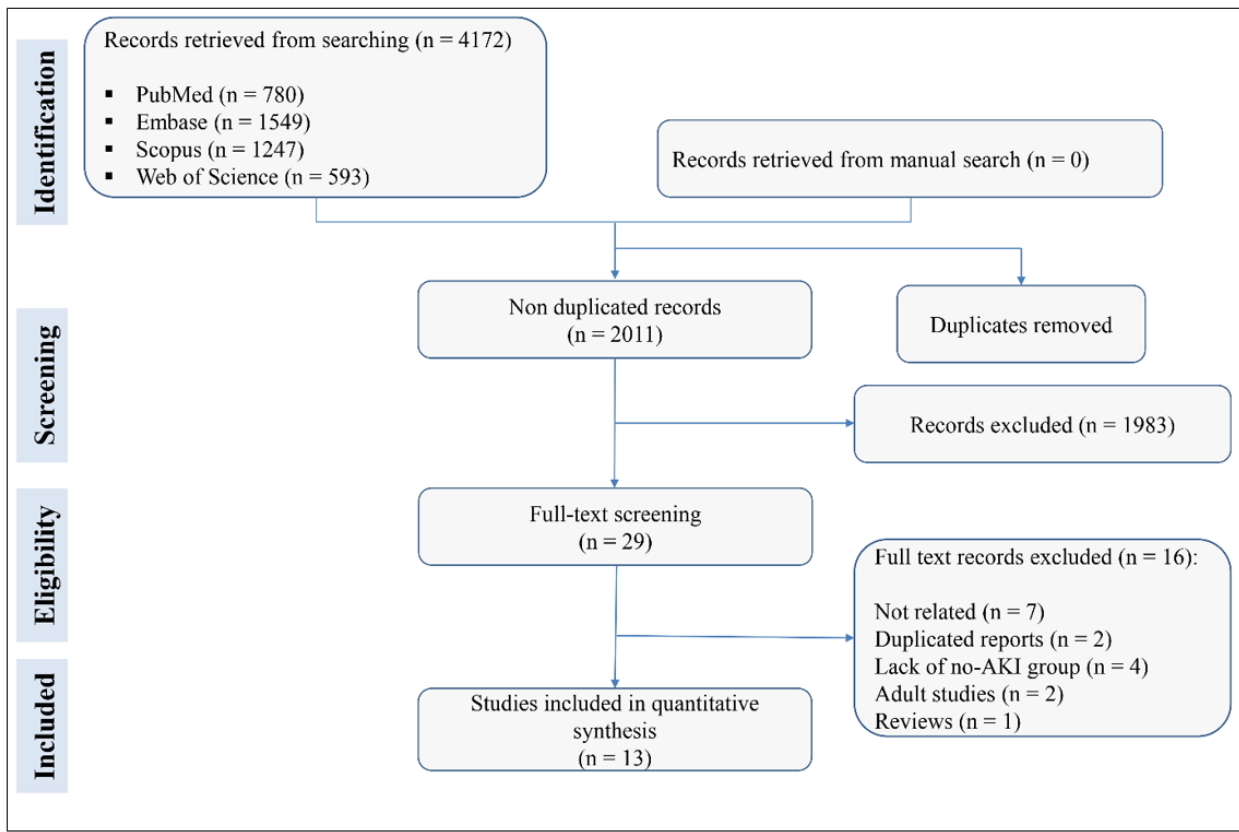 Identification
Records retrieved from searching (n = 4172)
▪ PubMed (n = 780)
▪ Embase (n = 1549)
▪ Scopus (n = 1247)
▪ Web of Science (n = 593)
Records retrieved from manual search (n = 0)
Screening
Non duplicated records
(n = 2011)
Duplicates removed
Records excluded (n = 1983)
Eligibility
Full-text screening
(n = 29)
Full text records excluded (n = 16):
Not related (n = 7)
Duplicated reports (n = 2)
Lack of no-AKI group (n = 4)
Adult studies (n = 2)
Reviews (n = 1)
Included
Studies included in quantitative
synthesis
(n = 13)